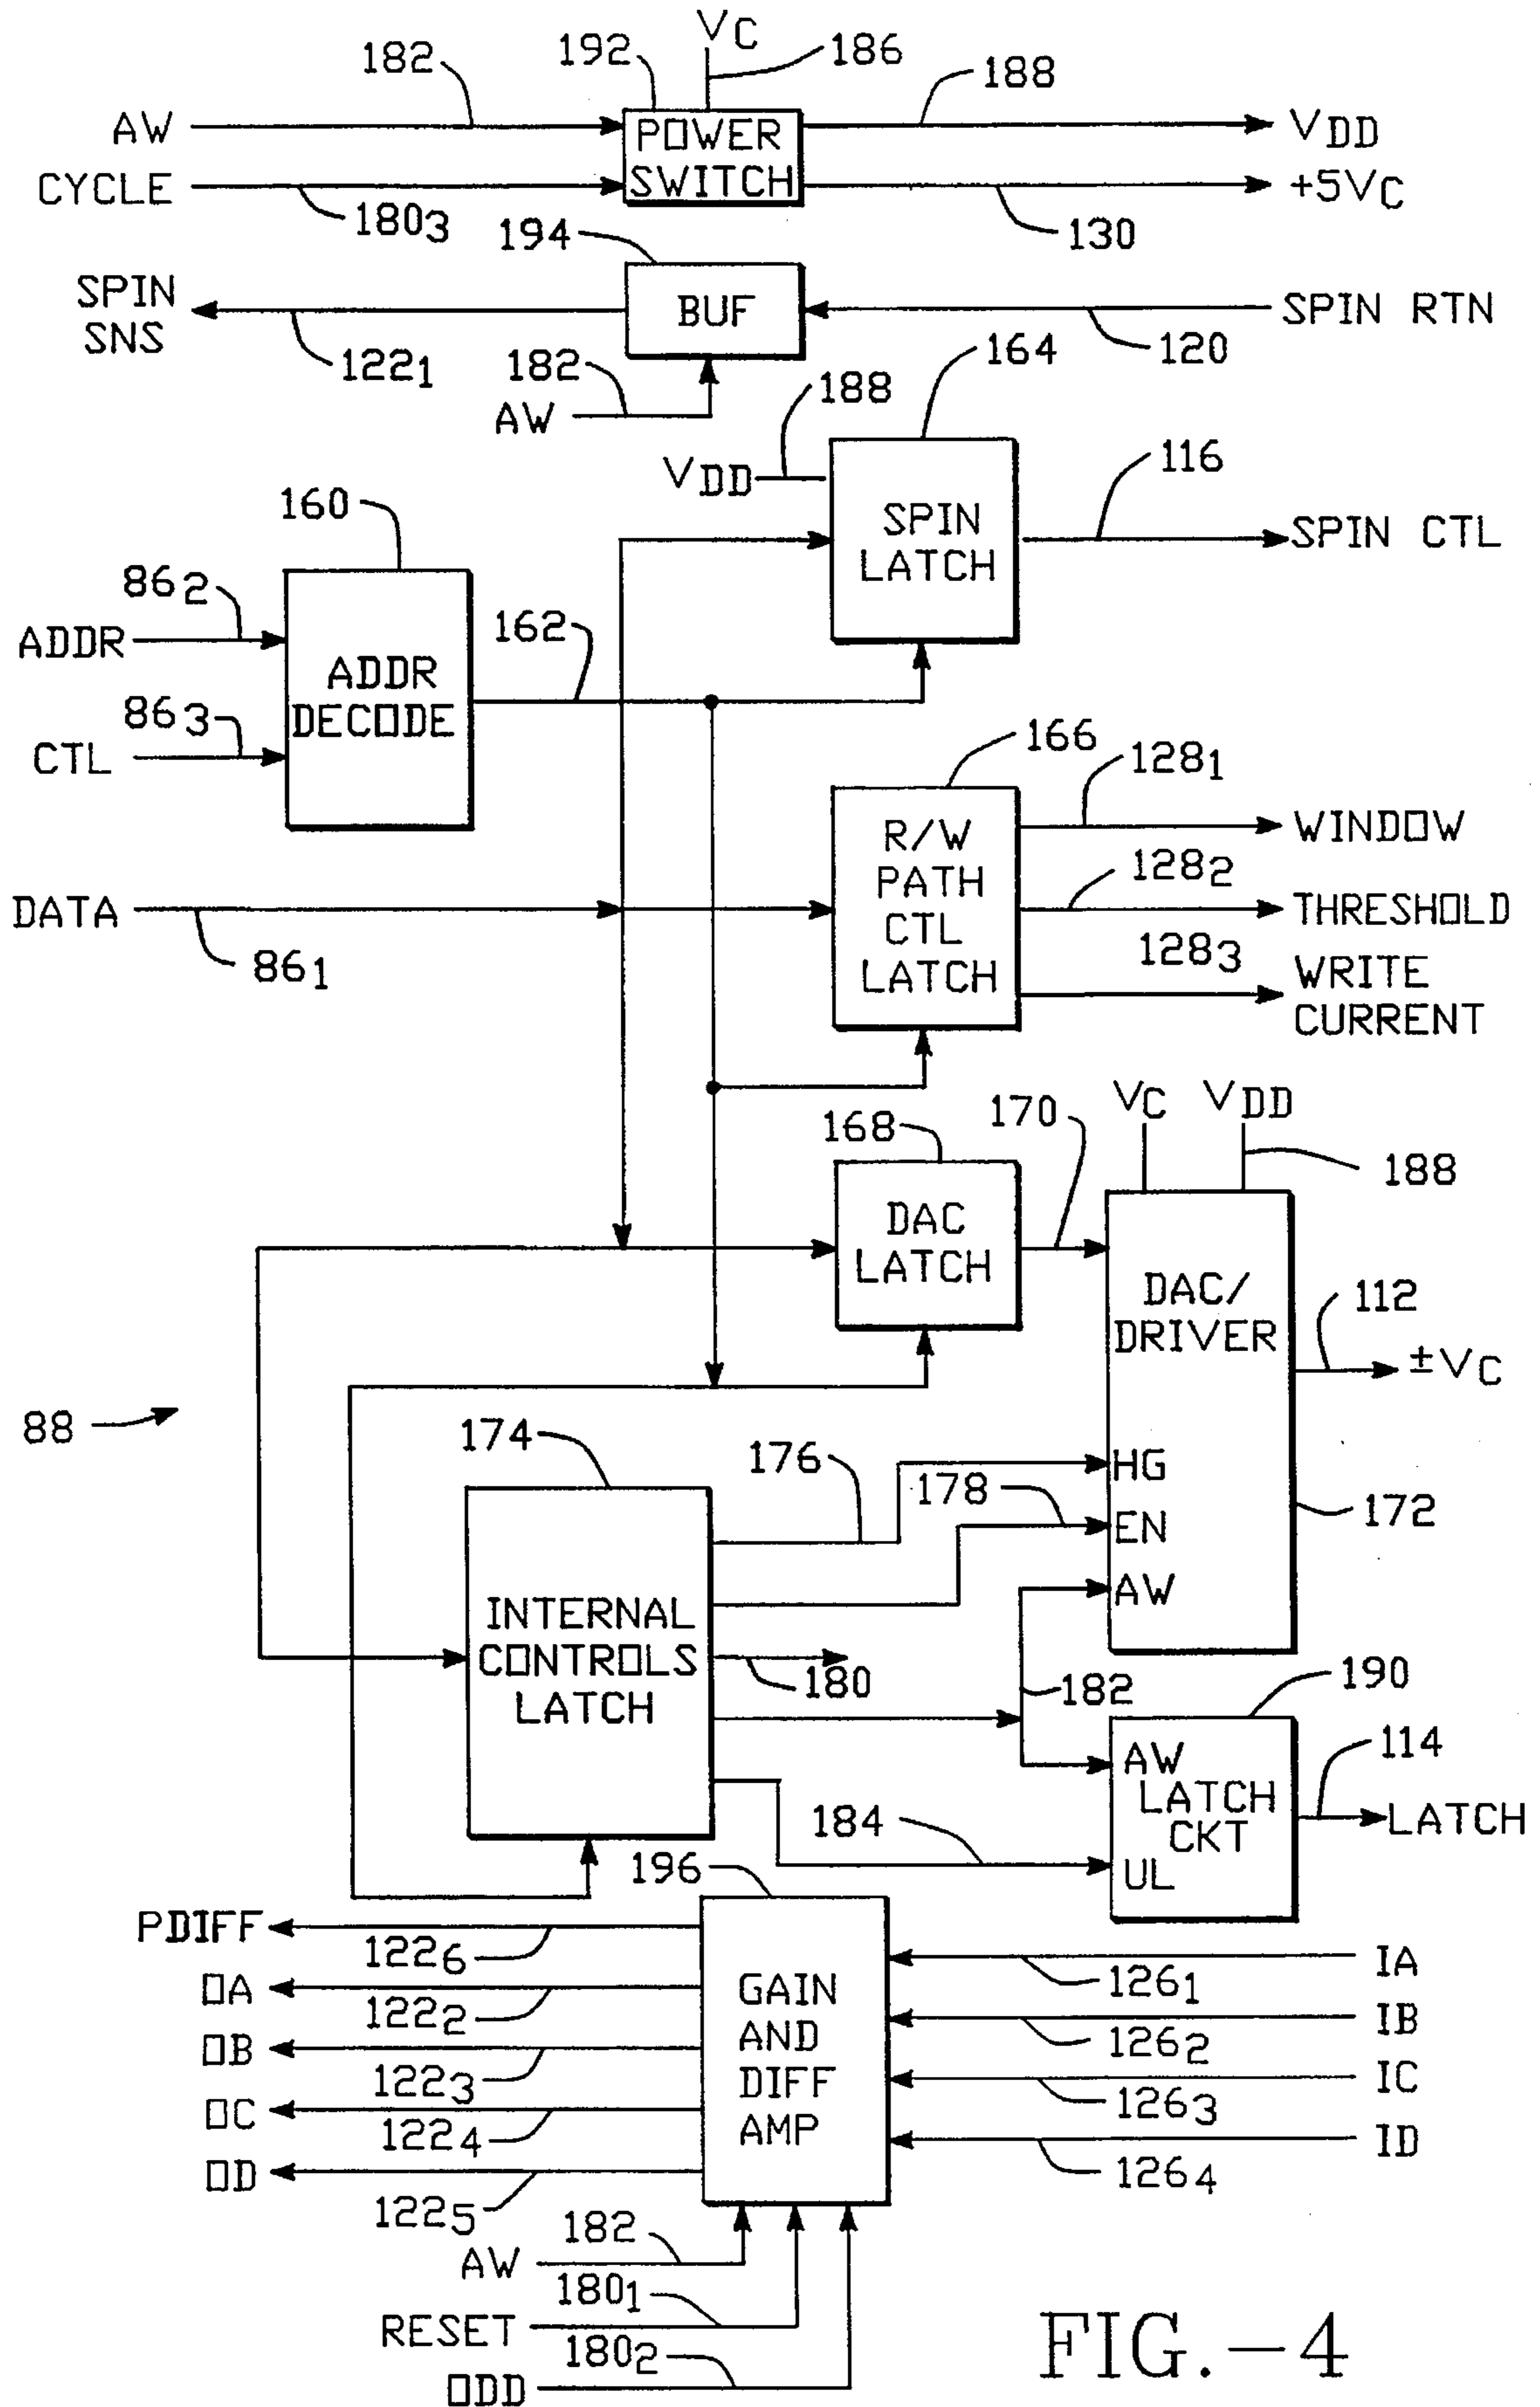 VC
182
192
186
188
AW
POWER
SWITCH
VDD
CYCLE
+5VC
1803
130
194
SPIN
SNS
BUF
SPIN RTN
1221
182
120
164
AW
188
VDD
116
SPIN
LATCH
SPIN CTL
160
862
ADDR
162
ADDR
DECODE
863
CTL
166
1281
R/W
PATH
CTL
LATCH
WINDOW
1282
DATA
THRESHOLD
861
1283
WRITE
CURRENT
168
170
VC
VDD
188
DAC
LATCH
DAC/
DRIVER
112
±VC
88
174
176
HG
178
EN
172
AW
INTERNAL
CONTROLS
LATCH
180
182
190
AW
LATCH
CKT
114
LATCH
184
UL
196
PDIFF
1226
GAIN
AND
DIFF
AMP
IA
1261
OA
1222
IB
1262
OB
1223
IC
1263
OC
1224
ID
1264
OD
1225
182
AW
1801
RESET
1802
ODD
FIG.-4